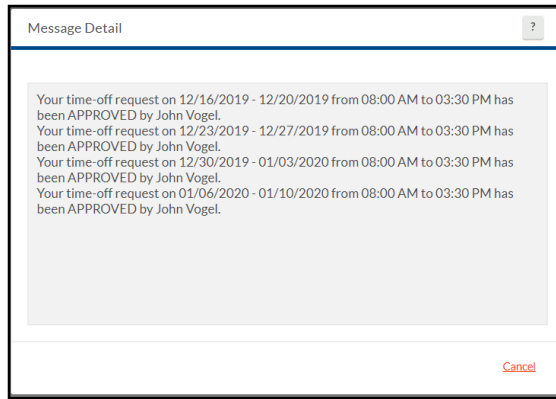 Message Detail
?
Your time-off request on 12/16/2019 - 12/20/2019 from 08:00 AM to 03:30 PM has
been APPROVED by John Vogel.
Your time-off request on 12/23/2019 - 12/27/2019 from 08:00 AM to 03:30 PM has
been APPROVED by John Vogel.
Your time-off request on 12/30/2019 - 01/03/2020 from 08:00 AM to 03:30 PM has
been APPROVED by John Vogel.
Your time-off request on 01/06/2020 - 01/10/2020 from 08:00 AM to 03:30 PM has
been APPROVED by John Vogel.
Cancel